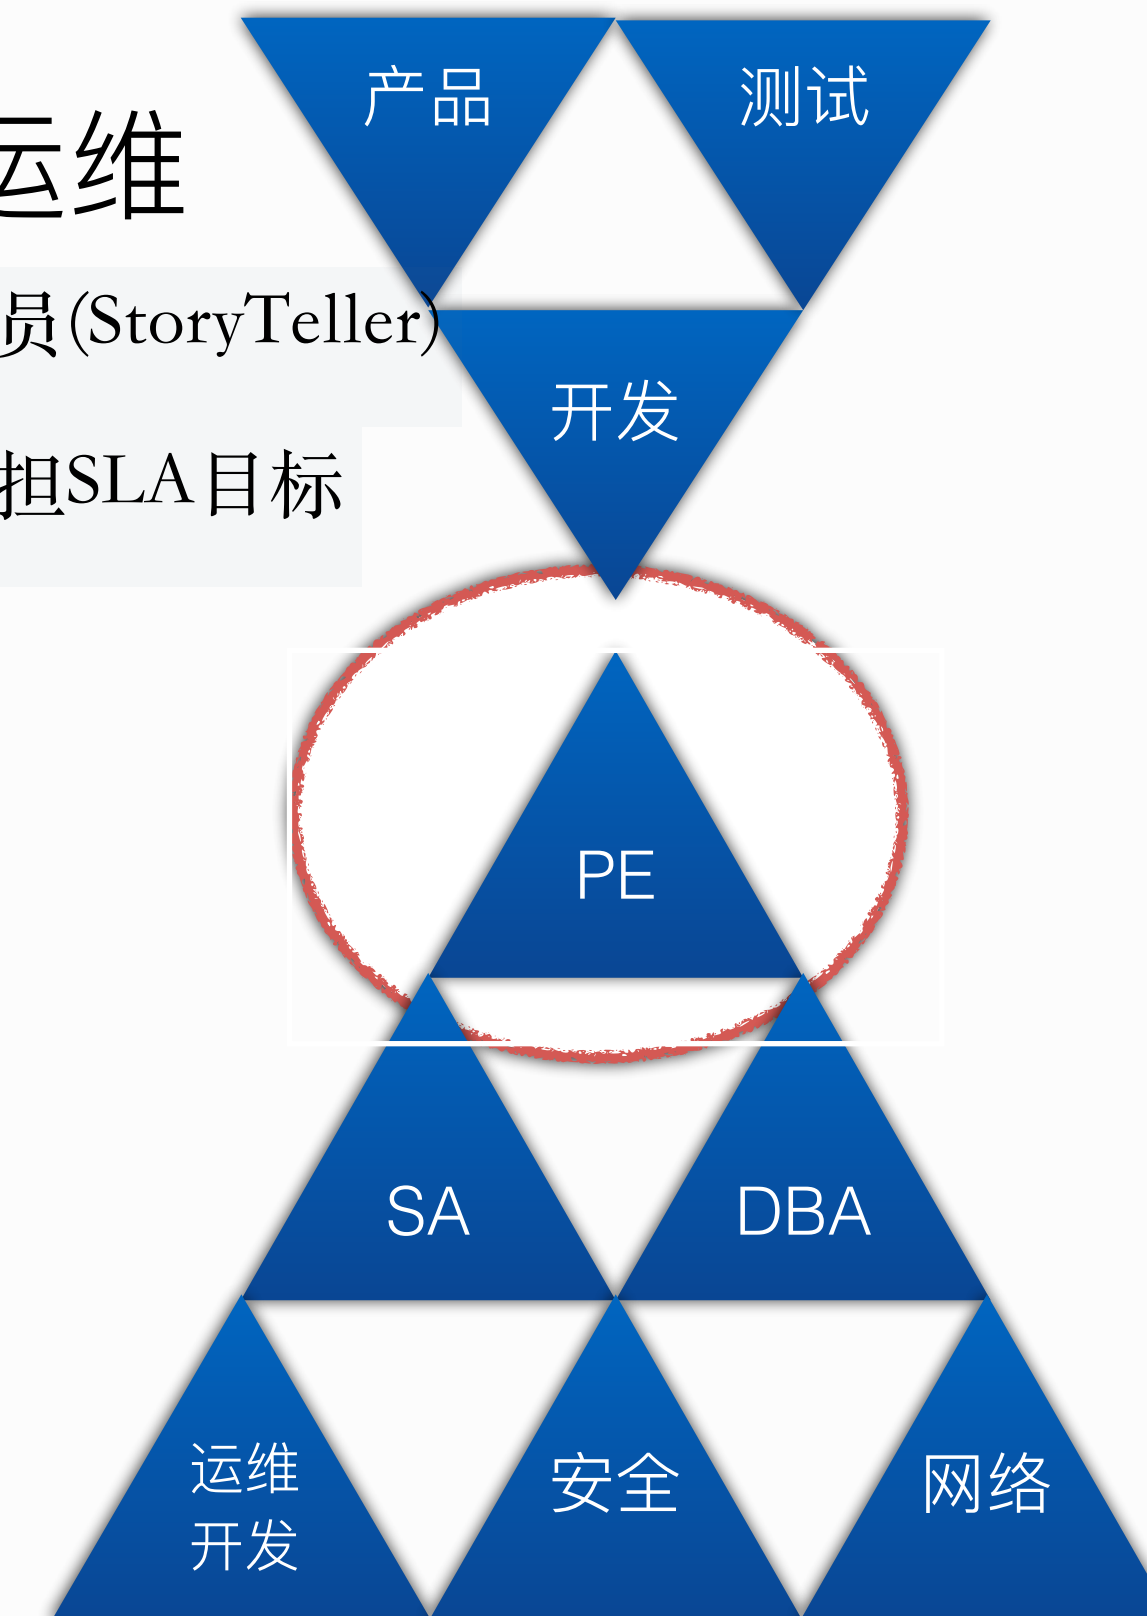 产品
测试
运维
员(StoryTeller)
开发
担SLA目标
PE
SA
DBA
运维
开发
安全
网络